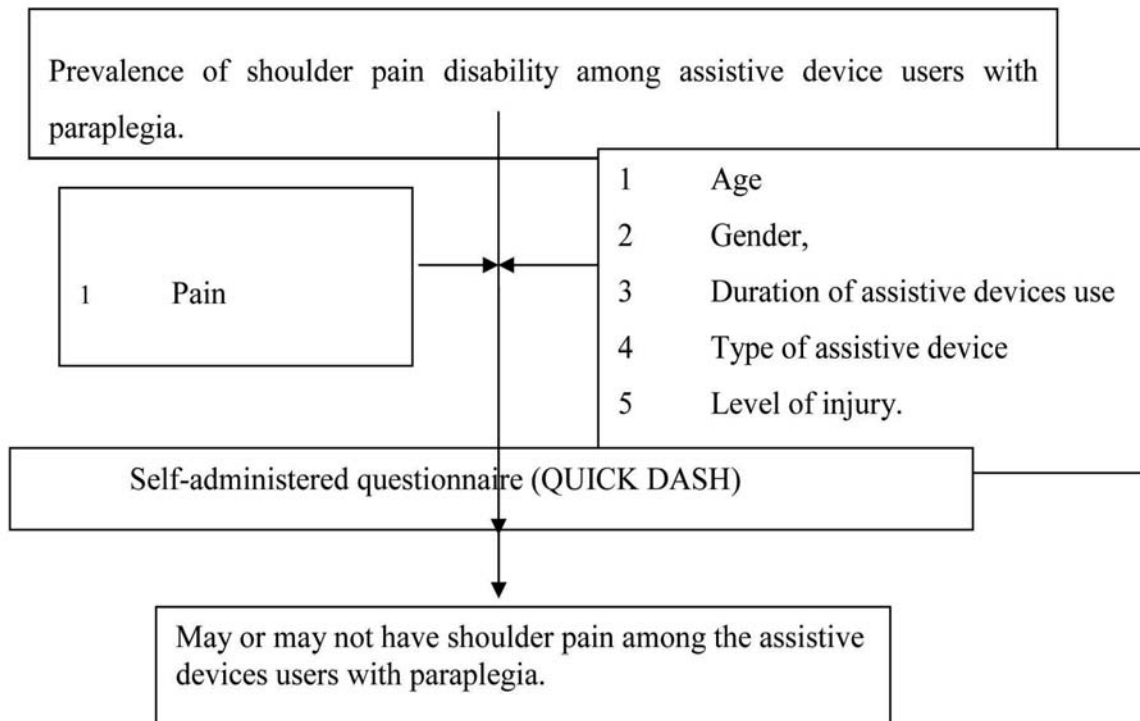 Prevalence of shoulder pain disability among assistive device users with
paraplegia.
1 Pain
1 Age
2 Gender,
3 Duration of assistive devices use
4 Type of assistive device
5 Level of injury.
Self-administered questionnaire (QUICK DASH)
May or may not have shoulder pain among the assistive
devices users with paraplegia.